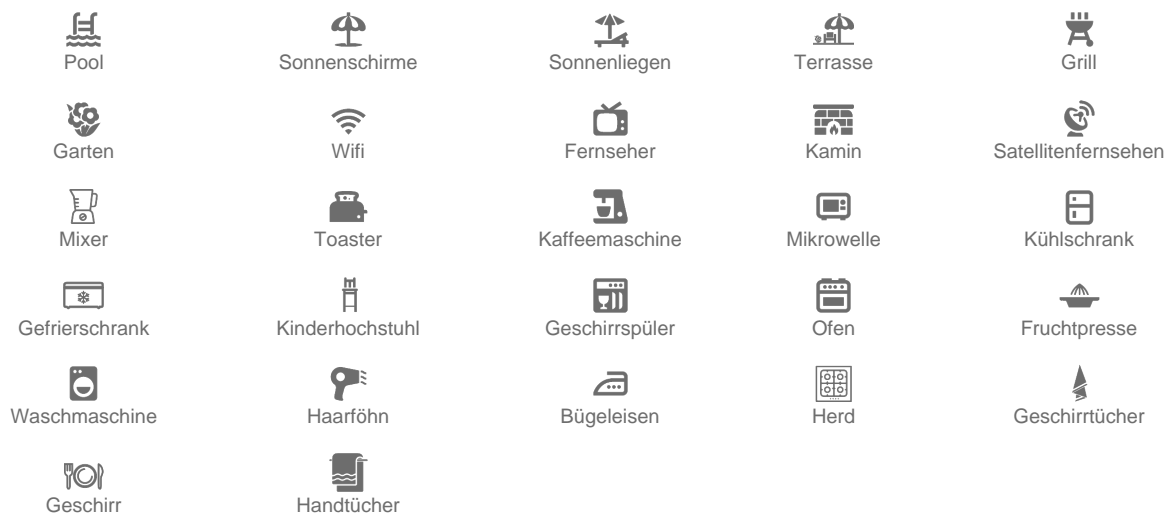 Pool
Sonnenschirme
Sonnenliegen
Terrasse
Grill
Garten
Wifi
Fernseher
Kamin
Satellitenfernsehen
Mixer
Toaster
Kaffeemaschine
Mikrowelle
Kühlschrank
Gefrierschrank
Kinderhochstuhl
Geschirrspüler
Ofen
Fruchtpresse
Waschmaschine
Haarföhn
Bügeleisen
Herd
Geschirrtücher
Geschirr
Handtücher